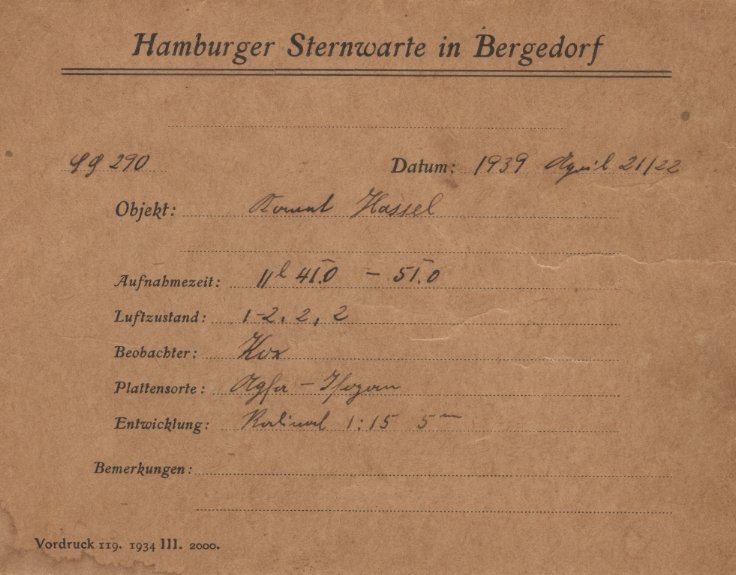 Hamburger Sternwarte in Bergedorf
290 Datum: 1939 April 21/22
Objekt: Komet Hassel
Aufnahmezeit: 11h 41.0 - 51.0
Luftzustand: 1-2, 2, 2
Beobachter: Kox
Plattensorte: Agfa - Isopan
Entwicklung: Rodinal 1:15 5m
Bemerkungen:
Vordruck 119. 1934 III. 2000.